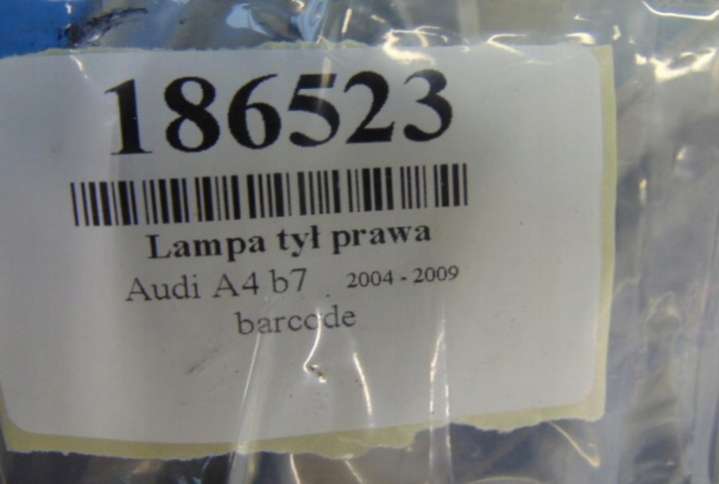 186523
Lampa tył prawa
Audi A4 b7 2004 - 2009
barcode